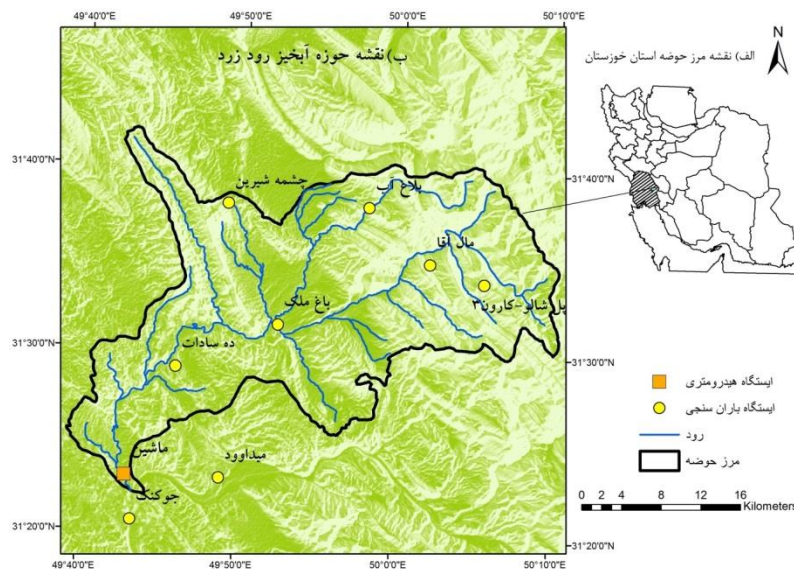 49°40'0"E
49°50'0"E
50°0'0"E
50°10'0"E
ب) نقشه حوزه آبخیز رود زرد
الف) نقشه مرز حوضه استان خوزستان
N
31°40'0"N
31°40'0"N
چشمه شیرین
بلاغ آب
مال آقا
پل شالو-کارون۳
باغ ملک
31°30'0"N
31°30'0"N
ده سادات
ماشین
میداوود
جوکنک
31°20'0"N
31°20'0"N
ایستگاه هیدرومتری
ایستگاه باران سنجی
رود
مرز حوضه
0 2 4 8 12 16
Kilometers
49°40'0"E
49°50'0"E
50°0'0"E
50°10'0"E